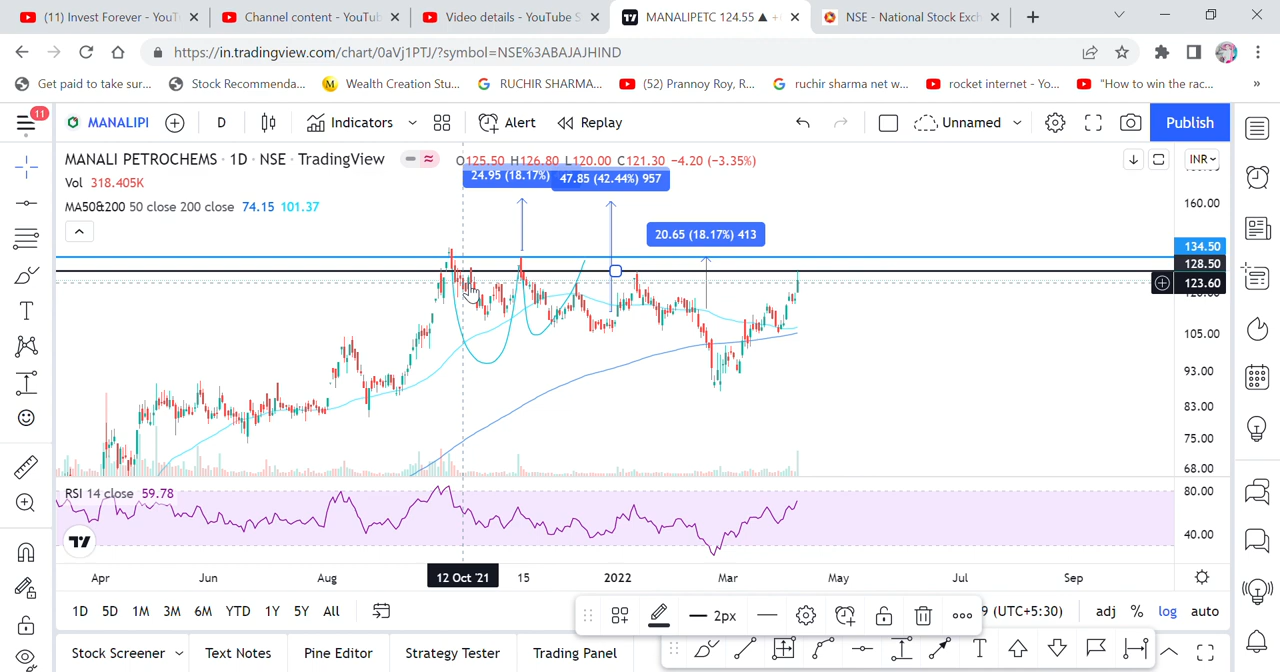 (11) Invest Forever - YouT
Channel content - YouTub
Video details - YouTube S
MANALIPETC 124.55 ▲ +
NSE - National Stock Exch
https://in.tradingview.com/chart/0aVj1PTJ/?symbol=NSE%3ABAJAJHIND
Get paid to take sur...
Stock Recommenda...
Wealth Creation Stu...
RUCHIR SHARMA...
(52) Prannoy Roy, R...
ruchir sharma net w...
rocket internet - Yo...
"How to win the rac...
11
MANALIPI
D
Indicators
Alert
Replay
Unnamed
Publish
MANALI PETROCHEMS · 1D · NSE · TradingView
O125.50 H126.80 L120.00 C121.30 −4.20 (−3.35%)
INR
Vol 318.405K
24.95 (18.17%)
47.85 (42.44%) 957
MA50&200 50 close 200 close 74.15 101.37
160.00
20.65 (18.17%) 413
134.50
128.50
123.60
105.00
93.00
83.00
75.00
68.00
RSI 14 close 59.78
80.00
40.00
Apr Jun Aug 12 Oct '21 15 2022 Mar May Jul Sep
1D 5D 1M 3M 6M YTD 1Y 5Y All
2px
9 (UTC+5:30)
adj % log auto
Stock Screener
Text Notes
Pine Editor
Strategy Tester
Trading Panel